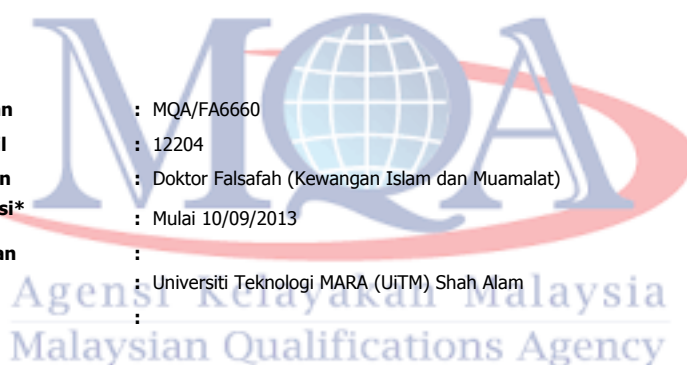 MQA
an : MQA/FA6660
l : 12204
n : Doktor Falsafah (Kewangan Islam dan Muamalat)
si*
: Mulai 10/09/2013
an :
: Universiti Teknologi MARA (UiTM) Shah Alam
Agensi Kelayakan Malaysia
:
Malaysian Qualifications Agency